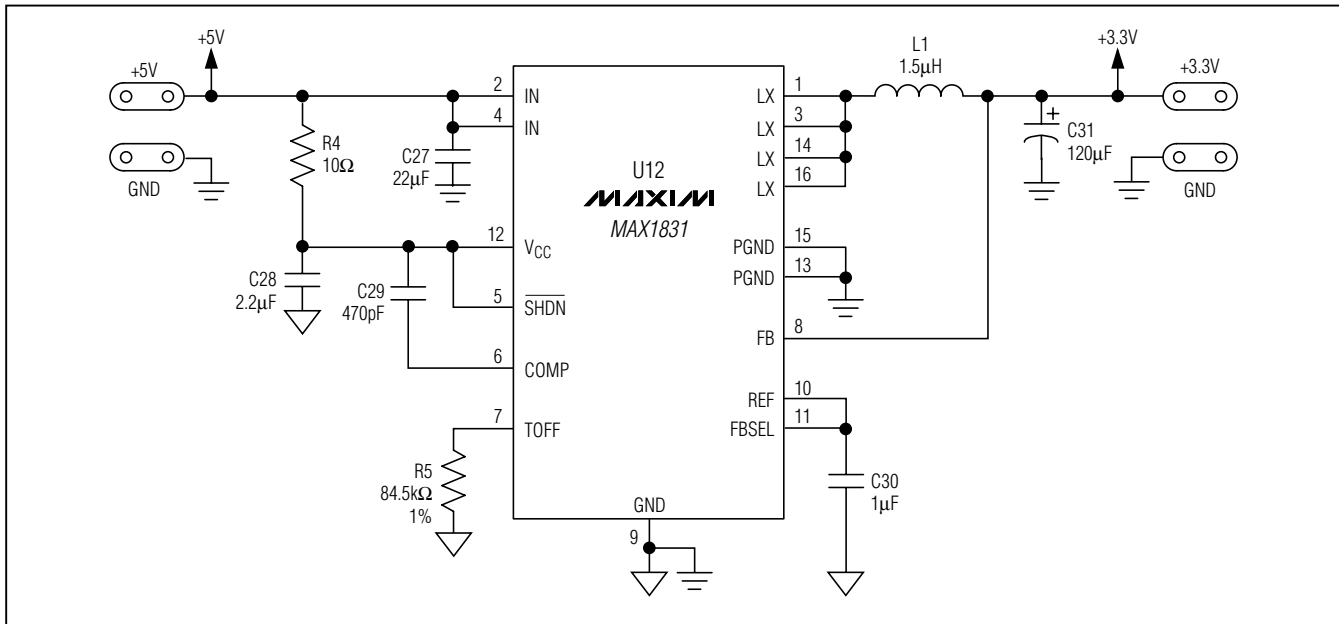 +5V
+5V
GND
R4
10Ω
C27
22μF
C28
2.2μF
C29
470pF
R5
84.5kΩ
1%
2
IN
4
IN
12
VCC
5
SHDN
6
COMP
7
TOFF
U12
MAXIM
MAX1831
GND
9
LX
1
LX
3
LX
14
LX
16
PGND
15
PGND
13
FB
8
REF
10
FBSEL
11
L1
1.5μH
+3.3V
+3.3V
+
C31
120μF
GND
C30
1μF